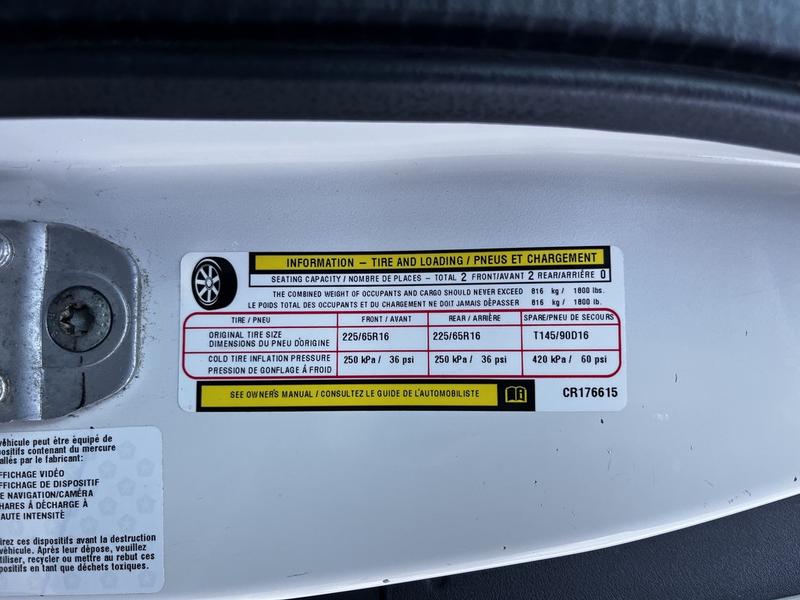 INFORMATION – TIRE AND LOADING / PNEUS ET CHARGEMENT
SEATING CAPACITY / NOMBRE DE PLACES – TOTAL 2 FRONT/AVANT 2 REAR/ARRIÉRE 0
THE COMBINED WEIGHT OF OCCUPANTS AND CARGO SHOULD NEVER EXCEED 816 kg / 1800 lbs.
LE POIDS TOTAL DES OCCUPANTS ET DU CHARGEMENT NE DOIT JAMAIS DÉPASSER 816 kg / 1800 lb.
TIRE / PNEU FRONT / AVANT REAR / ARRIÈRE SPARE/PNEU DE SECOURS
ORIGINAL TIRE SIZE
DIMENSIONS DU PNEU D'ORIGINE 225/65R16 225/65R16 T145/90D16
COLD TIRE INFLATION PRESSURE
PRESSION DE GONFLAGE Á FROID 250 kPa / 36 psi 250 kPa / 36 psi 420 kPa / 60 psi
SEE OWNER'S MANUAL / CONSULTEZ LE GUIDE DE L'AUTOMOBILISTE
CR176615
véhicule peut être équipé de
ositifs contenant du mercure
allés par le fabricant:
FFICHAGE VIDÉO
FFICHAGE DE DISPOSITIF
E NAVIGATION/CAMÉRA
HARES À DÉCHARGE À
AUTE INTENSITÉ
irez ces dispositifs avant la destruction
véhicule. Après leur dépose, veuillez
tiliser, recycler ou mettre au rebut ces
positifs en tant que déchets toxiques.